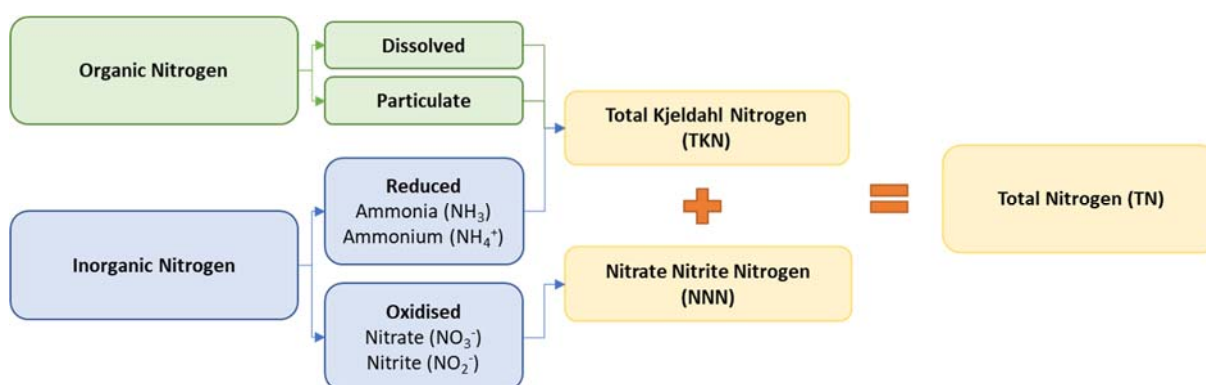 Organic Nitrogen
Dissolved
Particulate
Total Kjeldahl Nitrogen
(TKN)
Total Nitrogen (TN)
Inorganic Nitrogen
Reduced
Ammonia (NH₃)
Ammonium (NH₄⁺)
Nitrate Nitrite Nitrogen
(NNN)
Oxidised
Nitrate (NO₃⁻)
Nitrite (NO₂⁻)